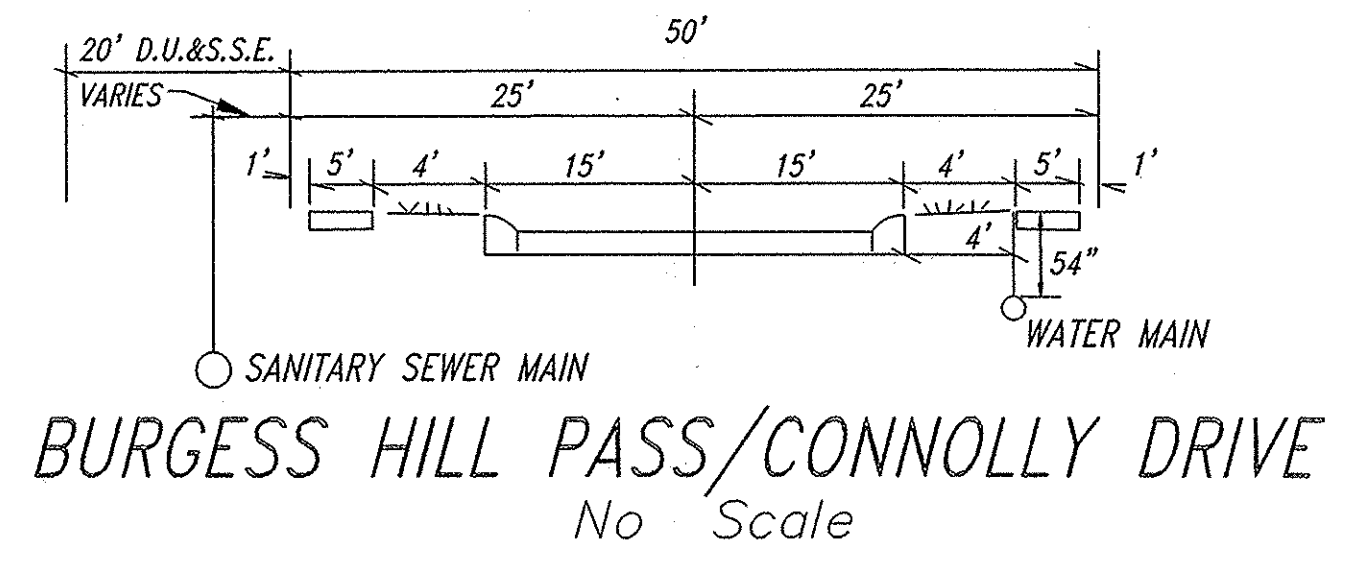 50'
20' D.U.&S.S.E.
VARIES
25' 25'
1' 5' 4' 15' 15' 4' 5' 1'
4'
54"
WATER MAIN
SANITARY SEWER MAIN
BURGESS HILL PASS/CONNOLLY DRIVE
No Scale